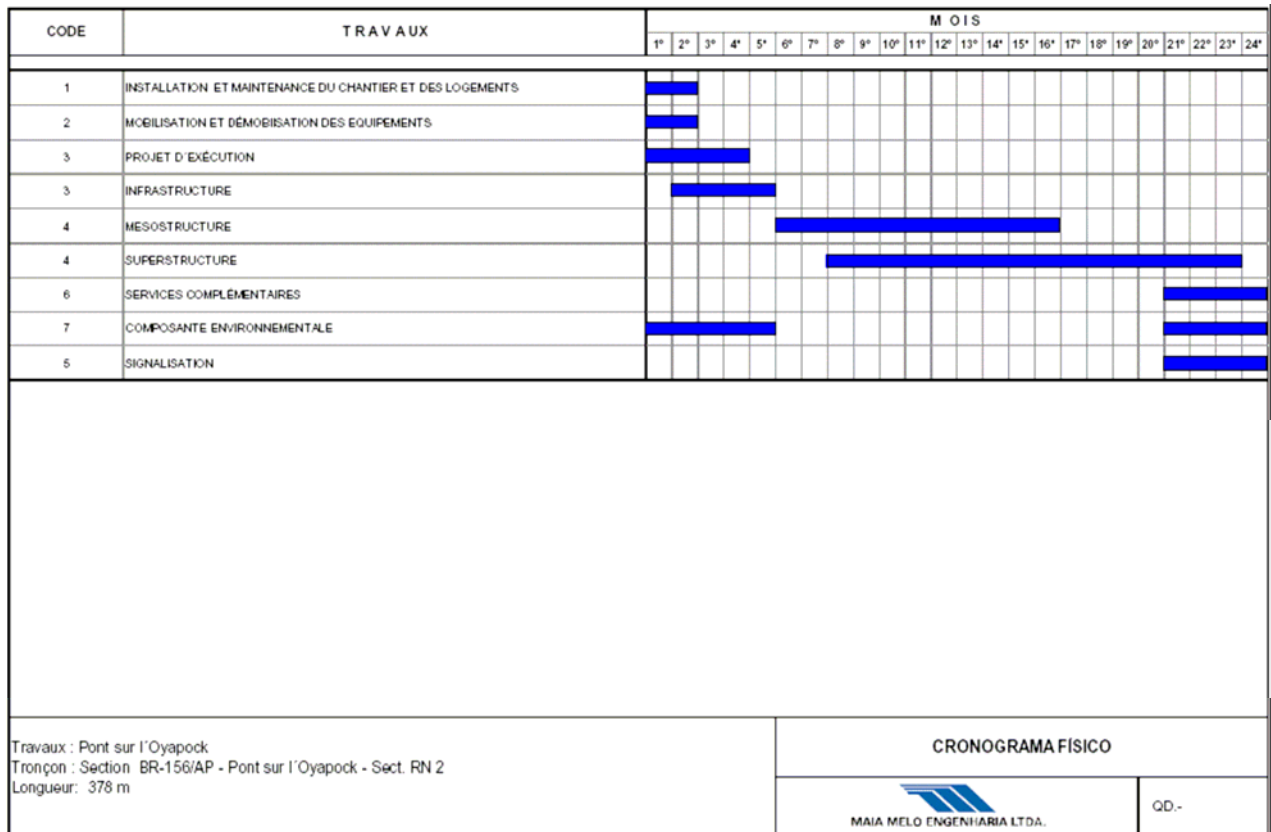 CODE
TRAVAUX
MOIS
1° 2° 3° 4° 5° 6° 7° 8° 9° 10° 11° 12° 13° 14° 15° 16° 17° 18° 19° 20° 21° 22° 23° 24°
1 INSTALLATION ET MAINTENANCE DU CHANTIER ET DES LOGEMENTS
2 MOBILISATION ET DÉMOBIISATION DES EQUIPEMENTS
3 PROJET D´EXÉCUTION
3 INFRASTRUCTURE
4 MESOSTRUCTURE
4 SUPERSTRUCTURE
6 SERVICES COMPLÉMENTAIRES
7 COMPOSANTE ENVIRONNEMENTALE
5 SIGNALISATION
Travaux : Pont sur l´Oyapock
Tronçon : Section BR-156/AP - Pont sur l´Oyapock - Sect. RN 2
Longueur: 378 m
CRONOGRAMA FÍSICO
MAIA MELO ENGENHARIA LTDA.
QD.-